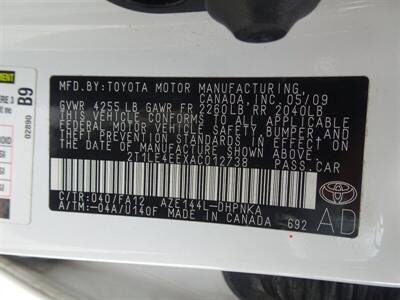 MFD.BY:TOYOTA MOTOR MANUFACTURING,
CANADA, INC. 05/09
GVWR 4255 LB GAWR FR 2260LB RR 2040LB
THIS VEHICLE CONFORMS TO ALL APPLICABLE
FEDERAL MOTOR VEHICLE SAFETY, BUMPER, AND
THEFT PREVENTION STANDARDS IN EFFECT ON
THE DATE OF MANUFACTURE SHOWN ABOVE.
2T1LE4EEXAC012738 PASS.CAR
C/TR:040/FA12 AZE144L-DHPNKA
A/TM:-04A/U140F MADE IN CANADA 692
TOYOTA
AD
B9
02890